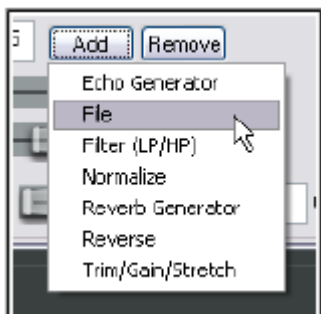 Add Remove
Echo Generator
File
Filter (LP/HP)
Normalize
Reverb Generator
Reverse
Trim/Gain/Stretch